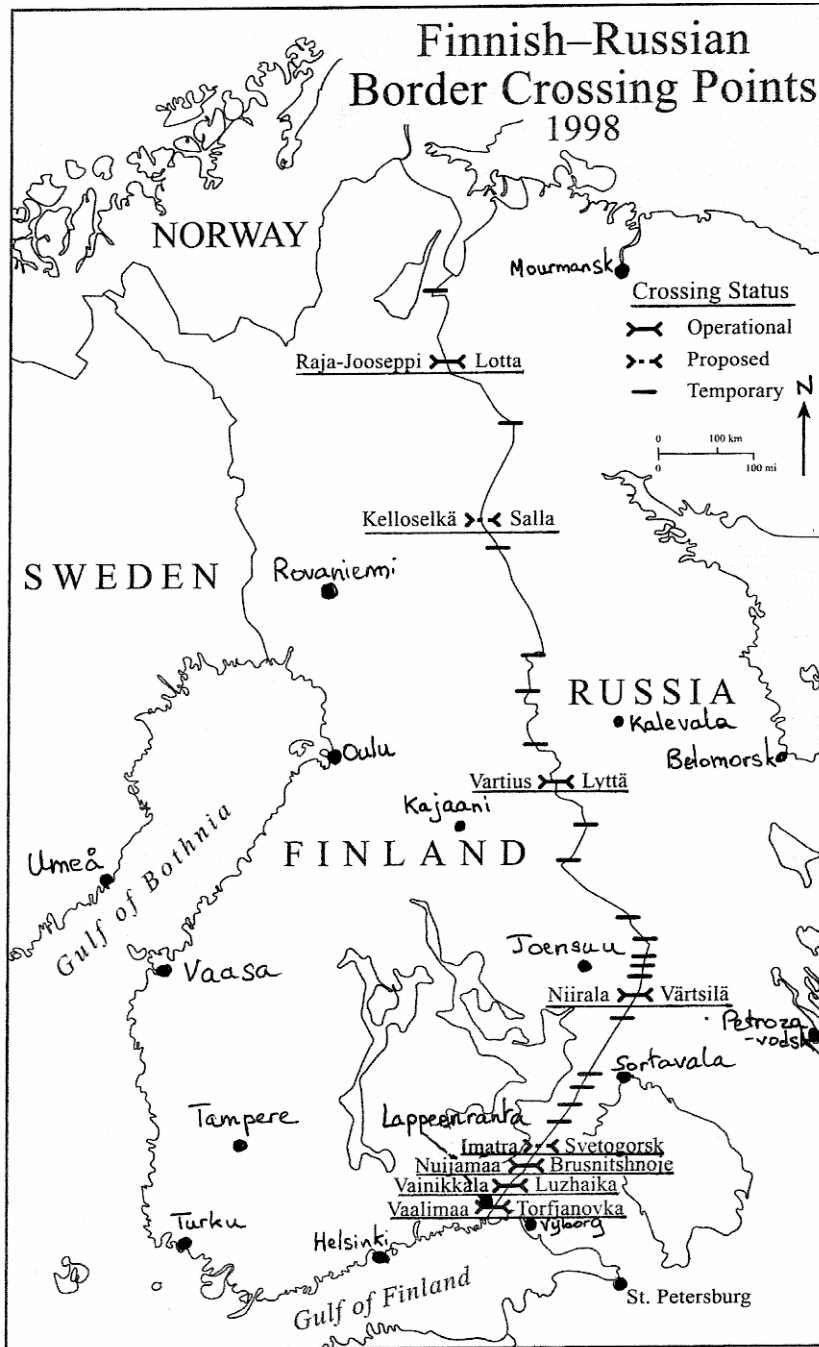 Finnish–Russian
Border Crossing Points
1998
NORWAY
Mourmansk
Crossing Status
Operational
Proposed
Temporary
N
0 100 km
0 100 mi
Raja-Jooseppi Lotta
Kelloselkä Salla
SWEDEN
Rovaniemi
RUSSIA
Kalevala
Oulu
Belomorsk
Vartius Lyttä
Kajaani
FINLAND
Umeå
Gulf of Bothnia
Vaasa
Joensuu
Niirala Värtsilä
Petroza
-vodsk
Sortavala
Tampere
Lappeenranta
Imatra Svetogorsk
Nuijamaa Brusnitshnoje
Vainikkala Luzhaika
Vaalimaa Torfjanovka
Vyborg
Turku
Helsinki
Gulf of Finland
St. Petersburg